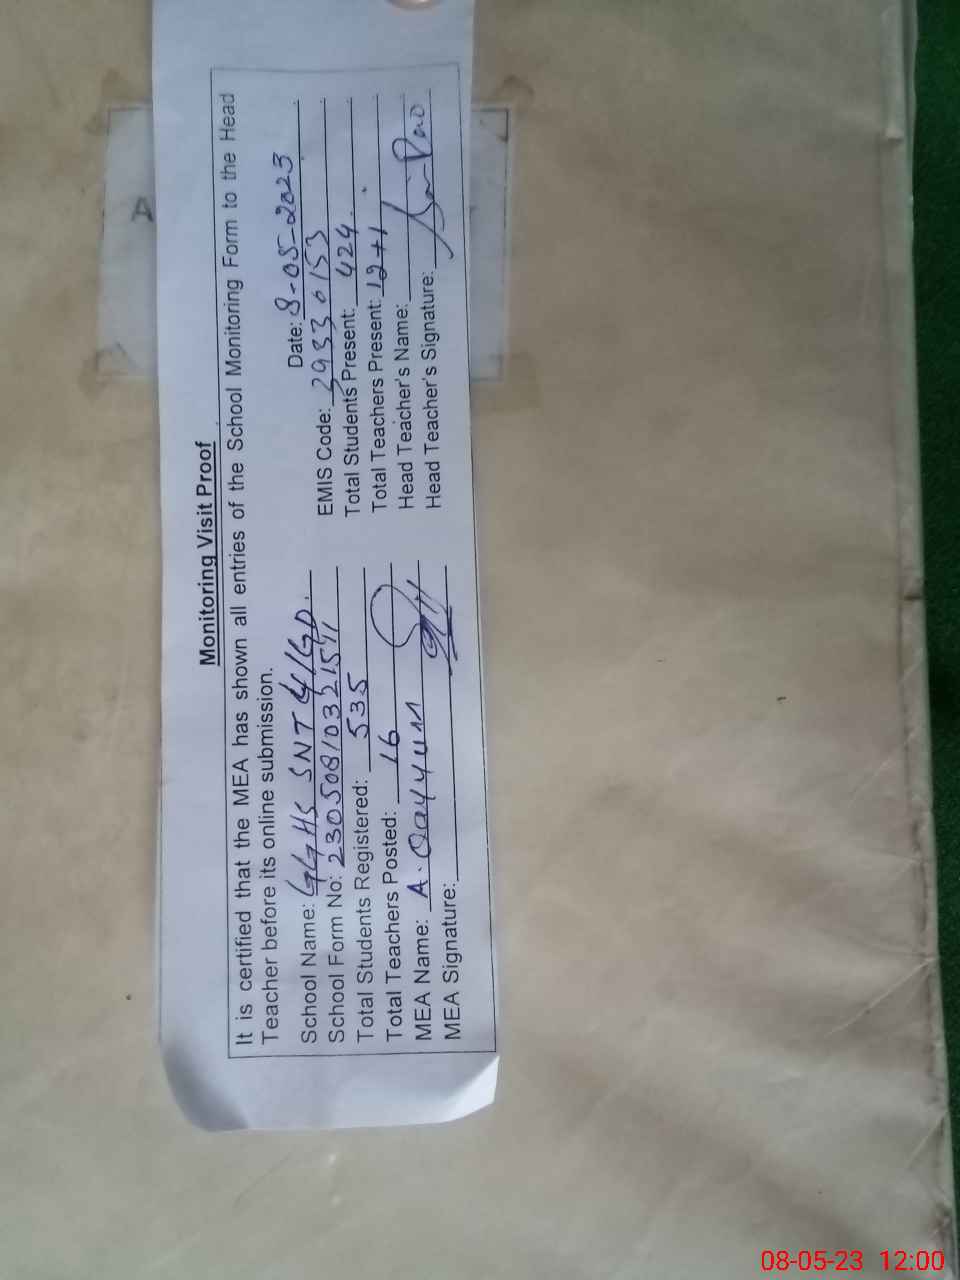 Monitoring Visit Proof
It is certified that the MEA has shown all entries of the School Monitoring Form to the Head
Teacher before its online submission.
Date: 8-05-2023
School Name: GGHS SNT 4/GD. EMIS Code: 29330153
School Form No: 2305081032 Total Students Present: 424.
Total Students Registered: 535 Total Teachers Present: 12+1
Total Teachers Posted: 16 Head Teacher's Name:
MEA Name: A. Qayyum Head Teacher's Signature:
MEA Signature:
A
08-05-23 12:00